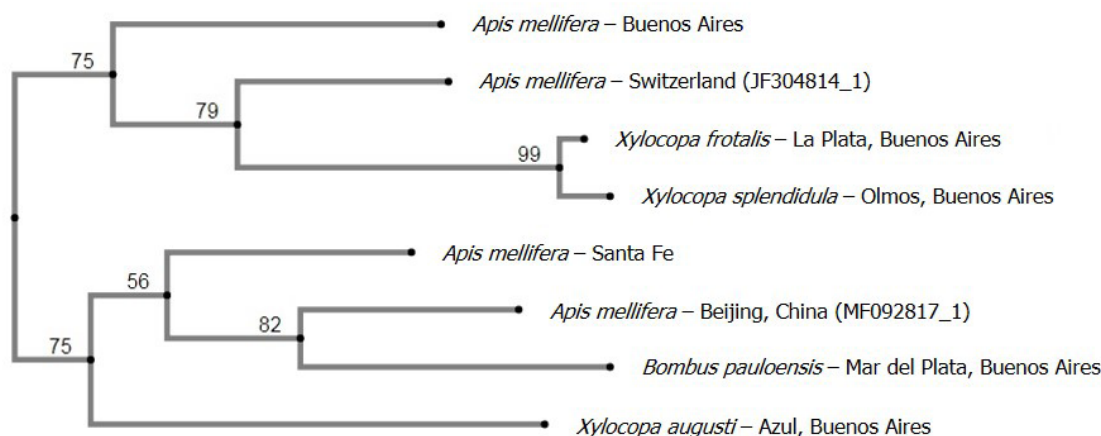 Apis mellifera – Buenos Aires
75
Apis mellifera – Switzerland (JF304814_1)
79
Xylocopa frotalis – La Plata, Buenos Aires
99
Xylocopa splendidula – Olmos, Buenos Aires
Apis mellifera – Santa Fe
56
Apis mellifera – Beijing, China (MF092817_1)
82
75
Bombus pauloensis – Mar del Plata, Buenos Aires
Xylocopa augusti – Azul, Buenos Aires